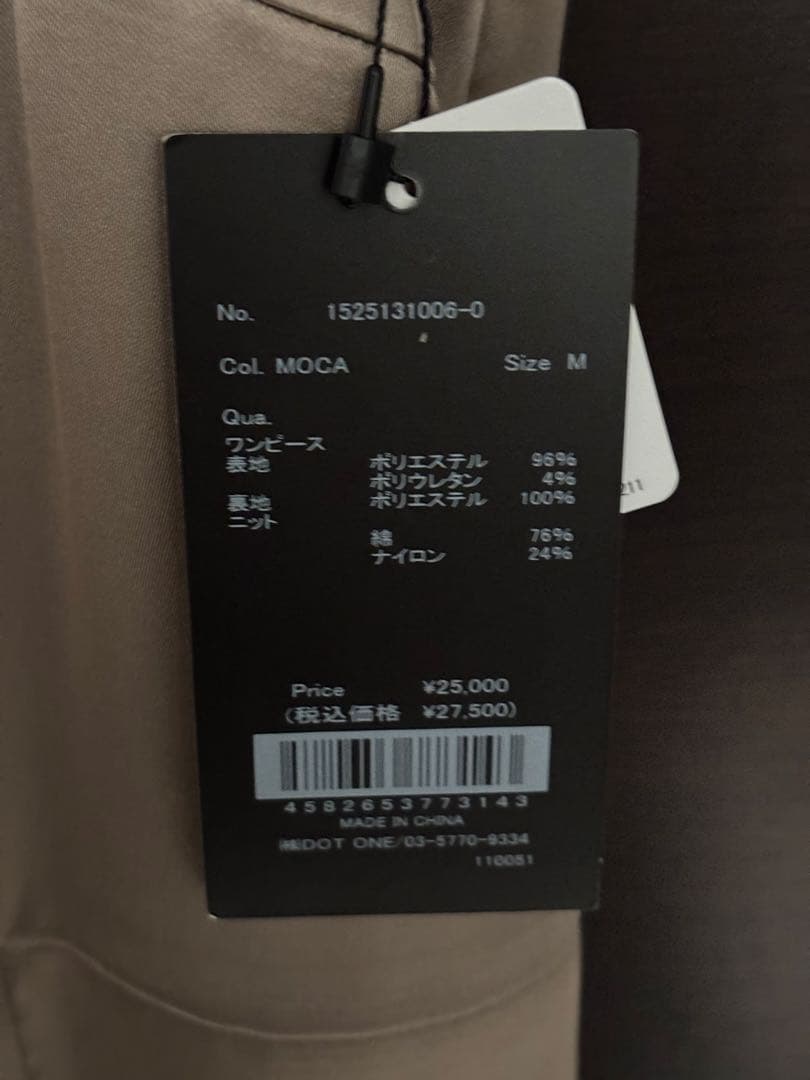 No. 1525131006-0
Col. MOCA Size M
Qua.
ワンピース
表地 ポリエステル 96%
ポリウレタン 4%
裏地 ポリエステル 100%
ニット
綿 76%
ナイロン 24%
Price ¥25,000
(税込価格 ¥27,500)
4582653773143
MADE IN CHINA
㈱DOT ONE/03-5770-9334
110051
211